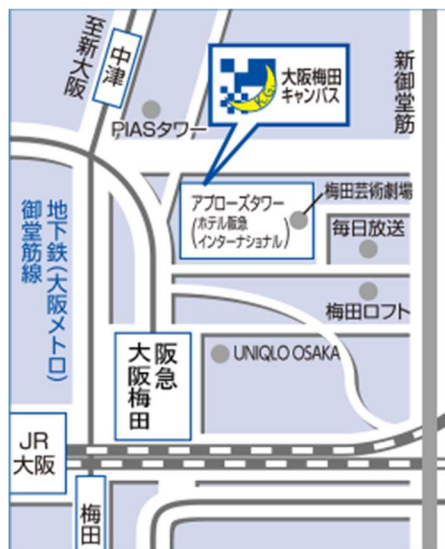 至新大阪
中津
PIASタワー
K.G.
大阪梅田
キャンパス
新御堂筋
地下鉄(大阪メトロ)
御堂筋線
アプローズタワー
(ホテル阪急
インターナショナル)
梅田芸術劇場
毎日放送
梅田ロフト
阪急
大阪梅田
UNIQLO OSAKA
JR
大阪
梅田